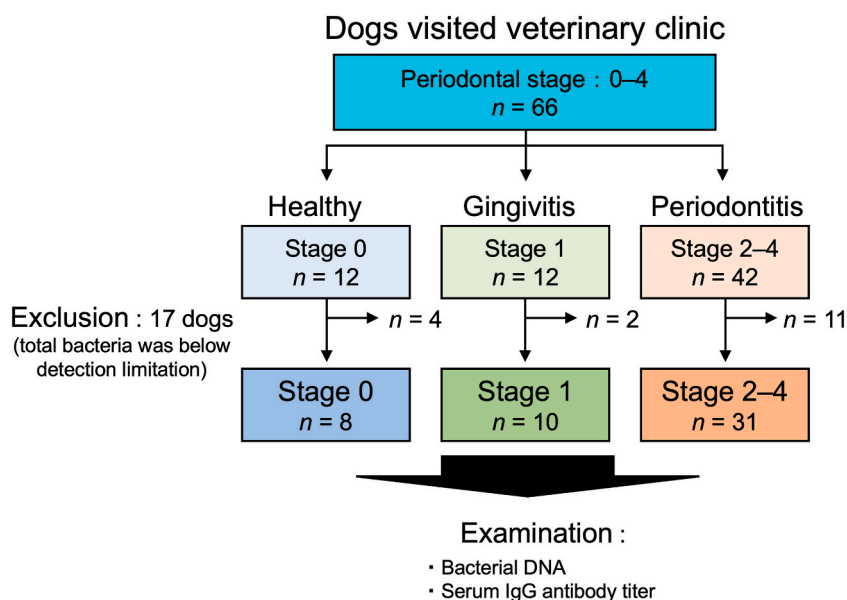 Dogs visited veterinary clinic
Periodontal stage : 0–4
n = 66
Healthy
Gingivitis
Periodontitis
Stage 0
n = 12
Stage 1
n = 12
Stage 2–4
n = 42
Exclusion : 17 dogs
(total bacteria was below
detection limitation)
n = 4
n = 2
n = 11
Stage 0
n = 8
Stage 1
n = 10
Stage 2–4
n = 31
Examination :
・Bacterial DNA
・Serum IgG antibody titer